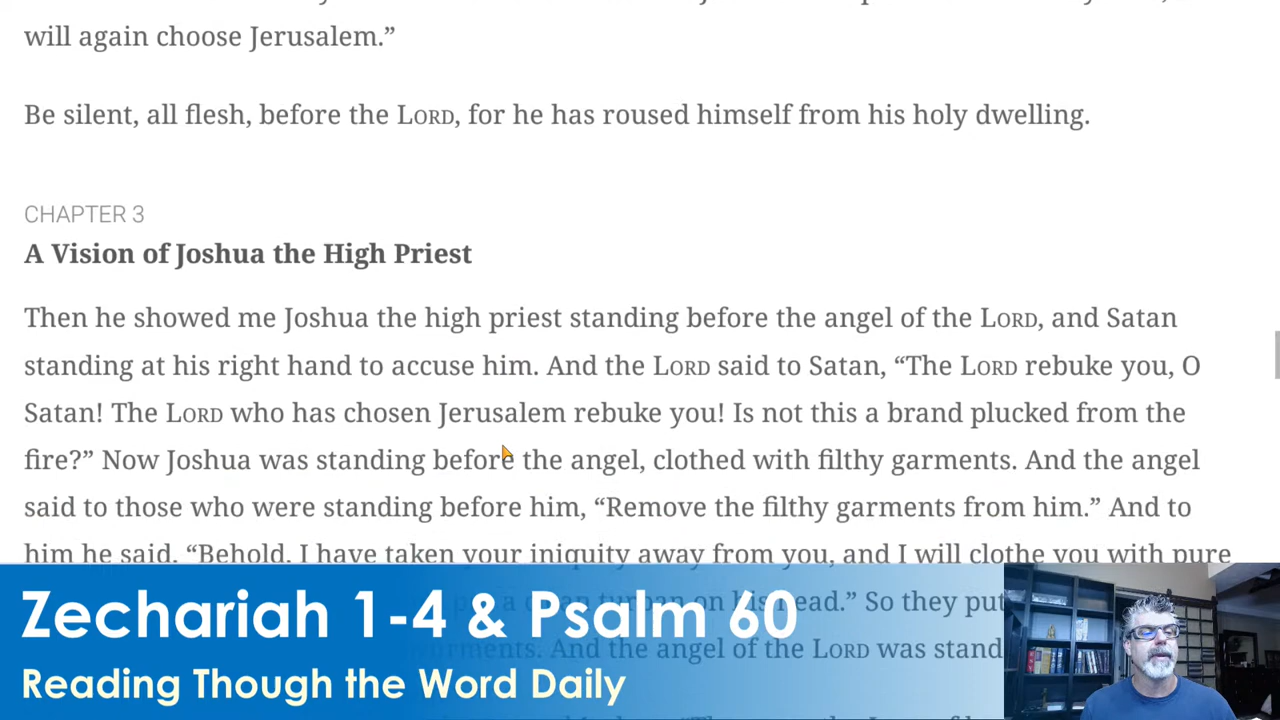 will again choose Jerusalem.”
Be silent, all flesh, before the LORD, for he has roused himself from his holy dwelling.
CHAPTER 3
A Vision of Joshua the High Priest
Then he showed me Joshua the high priest standing before the angel of the LORD, and Satan
standing at his right hand to accuse him. And the LORD said to Satan, “The LORD rebuke you, O
Satan! The LORD who has chosen Jerusalem rebuke you! Is not this a brand plucked from the
fire?” Now Joshua was standing before the angel, clothed with filthy garments. And the angel
said to those who were standing before him, “Remove the filthy garments from him.” And to
him he said, “Behold, I have taken your iniquity away from you, and I will clothe you with pure
turban on his head.” So they put
garments. And the angel of the LORD was stand
Zechariah 1-4 & Psalm 60
Reading Though the Word Daily